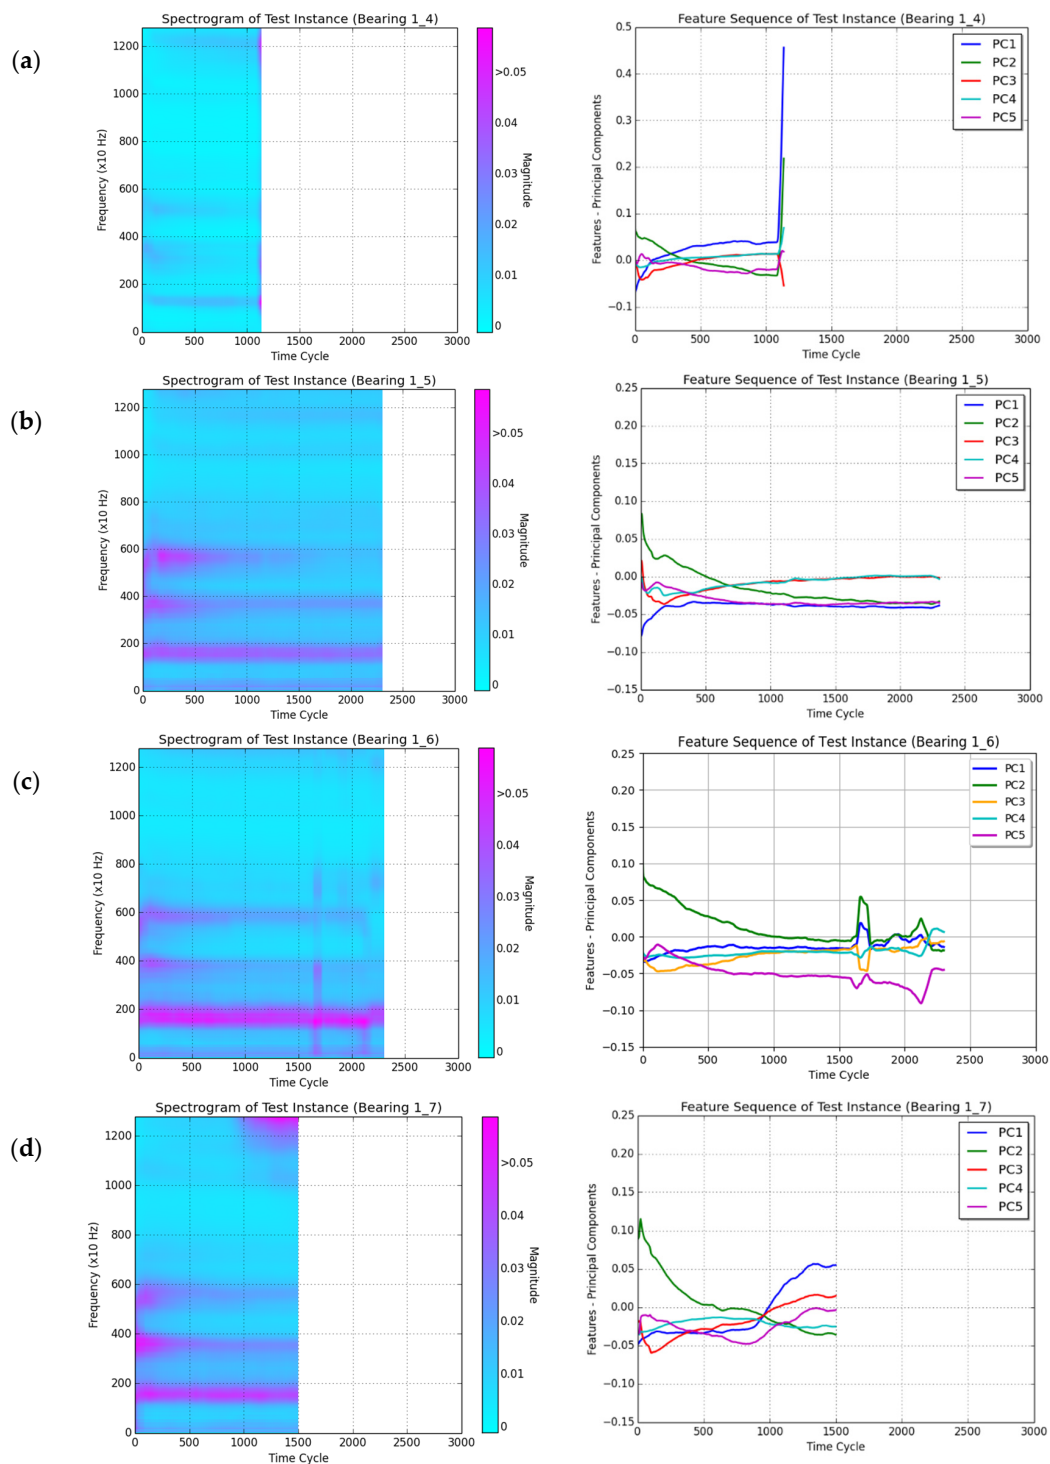 (a)
Spectrogram of Test Instance (Bearing 1_4)
Frequency (x10 Hz)
1200
1000
800
600
400
200
0
0 500 1000 1500 2000 2500 3000
Time Cycle
>0.05
0.04
0.03
0.02
0.01
0
Magnitude
Feature Sequence of Test Instance (Bearing 1_4)
Features - Principal Components
0.5
0.4
0.3
0.2
0.1
0.0
−0.1
0 500 1000 1500 2000 2500 3000
Time Cycle
PC1
PC2
PC3
PC4
PC5
(b)
Spectrogram of Test Instance (Bearing 1_5)
Frequency (x10 Hz)
1200
1000
800
600
400
200
0
0 500 1000 1500 2000 2500 3000
Time Cycle
>0.05
0.04
0.03
0.02
0.01
0
Magnitude
Feature Sequence of Test Instance (Bearing 1_5)
Features - Principal Components
0.25
0.20
0.15
0.10
0.05
0.00
−0.05
−0.10
−0.15
0 500 1000 1500 2000 2500 3000
Time Cycle
PC1
PC2
PC3
PC4
PC5
(c)
Spectrogram of Test Instance (Bearing 1_6)
Frequency (x10 Hz)
1200
1000
800
600
400
200
0
0 500 1000 1500 2000 2500 3000
Time Cycle
>0.05
0.04
0.03
0.02
0.01
0
Magnitude
Feature Sequence of Test Instance (Bearing 1_6)
Features - Principal Components
0.25
0.20
0.15
0.10
0.05
0.00
−0.05
−0.10
−0.15
0 500 1000 1500 2000 2500 3000
Time Cycle
PC1
PC2
PC3
PC4
PC5
(d)
Spectrogram of Test Instance (Bearing 1_7)
Frequency (x10 Hz)
1200
1000
800
600
400
200
0
0 500 1000 1500 2000 2500 3000
Time Cycle
>0.05
0.04
0.03
0.02
0.01
0
Magnitude
Feature Sequence of Test Instance (Bearing 1_7)
Features - Principal Components
0.25
0.20
0.15
0.10
0.05
0.00
−0.05
−0.10
−0.15
0 500 1000 1500 2000 2500 3000
Time Cycle
PC1
PC2
PC3
PC4
PC5